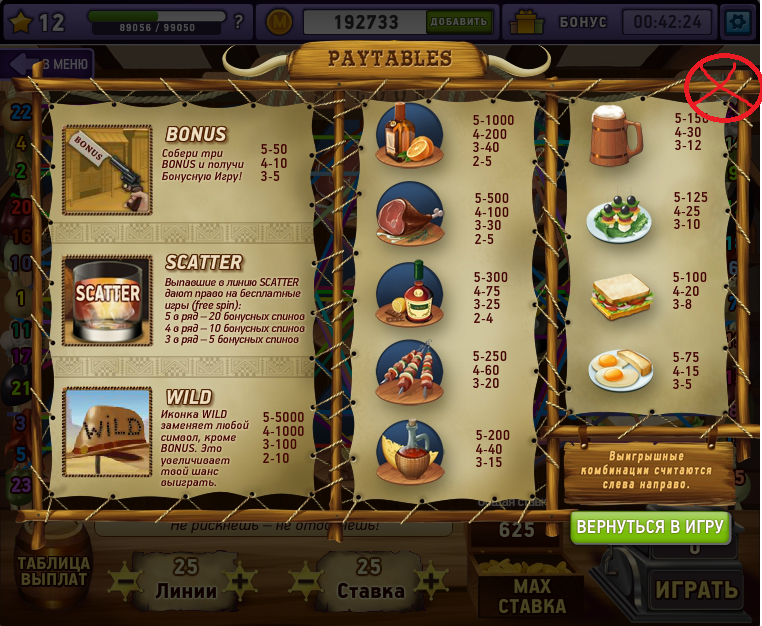 12
89056 / 99050
?
M
192733
ДОБАВИТЬ
БОНУС
00:42:24
В МЕНЮ
PAYTABLES
BONUS
BONUS
Собери три
BONUS и получи
Бонусную Игру!
5-50
4-10
3-5
SCATTER
SCATTER
Выпавшие в линию SCATTER
дают право на бесплатные
игры (free spin):
5 в ряд – 20 бонусных спинов
4 в ряд – 10 бонусных спинов
3 в ряд – 5 бонусных спинов
WILD
WILD
Иконка WILD
заменяет любой
символ, кроме
BONUS. Это
увеличивает
твой шанс
выиграть.
5-5000
4-1000
3-100
2-10
5-1000
4-200
3-40
2-5
5-500
4-100
3-30
2-5
5-300
4-75
3-25
2-4
5-250
4-60
3-20
5-200
4-40
3-15
5-150
4-30
3-12
5-125
4-25
3-10
5-100
4-20
3-8
5-75
4-15
3-5
Выигрышные
комбинации считаются
слева направо.
ВЕРНУТЬСЯ В ИГРУ
22
4
2
20
16
10
1
11
17
21
3
5
23
625
ТАБЛИЦА
ВЫПЛАТ
25
Линии
25
Ставка
MAX
СТАВКА
0
ИГРАТЬ